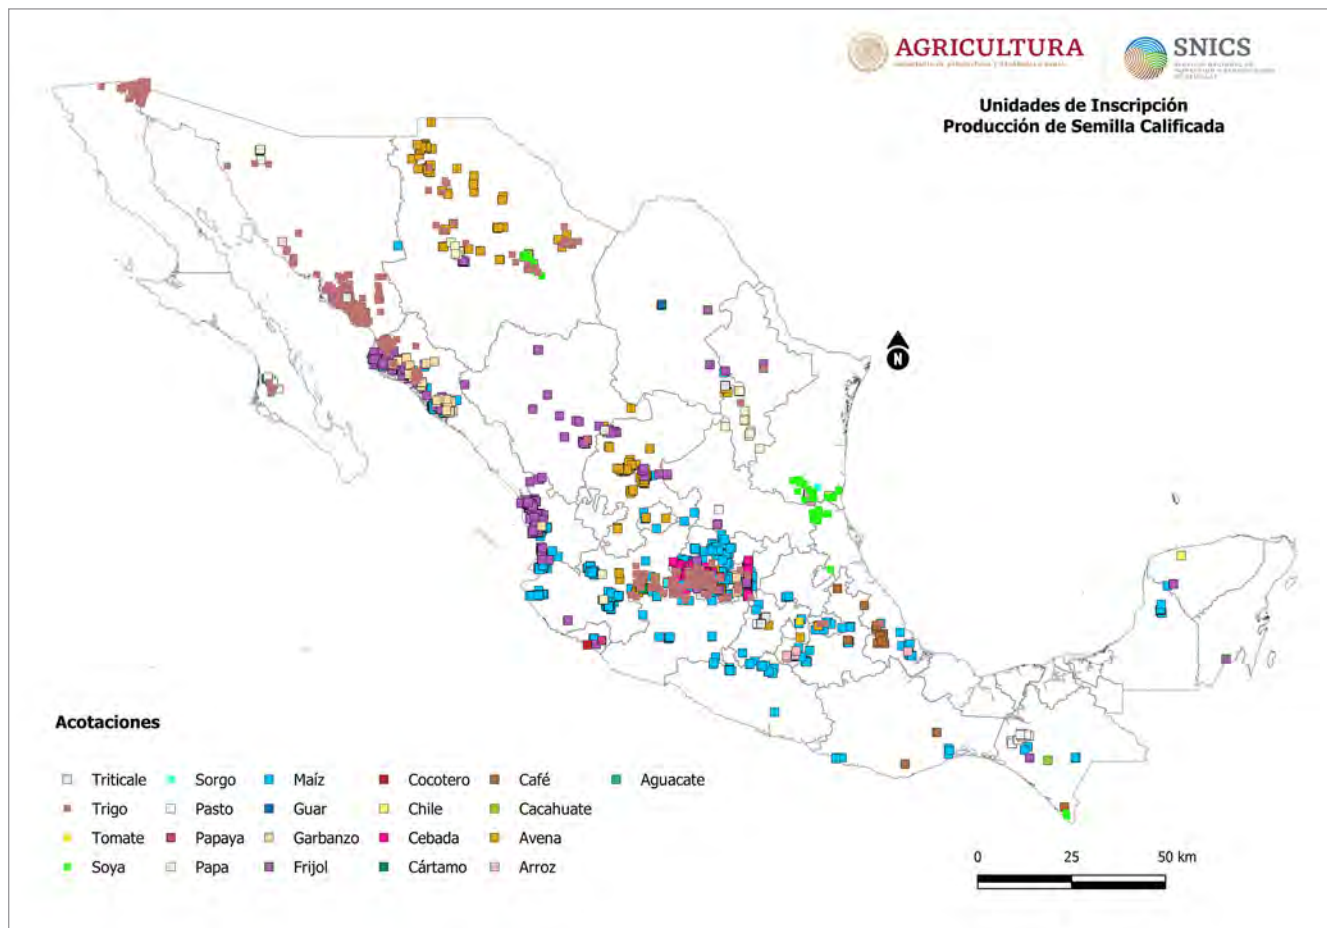 AGRICULTURA
SNICS
Unidades de Inscripción
Producción de Semilla Calificada
N
Acotaciones
Triticale
Sorgo
Maíz
Cocotero
Café
Aguacate
Trigo
Pasto
Guar
Chile
Cacahuate
Tomate
Papaya
Garbanzo
Cebada
Avena
Soya
Papa
Frijol
Cártamo
Arroz
0 25 50 km